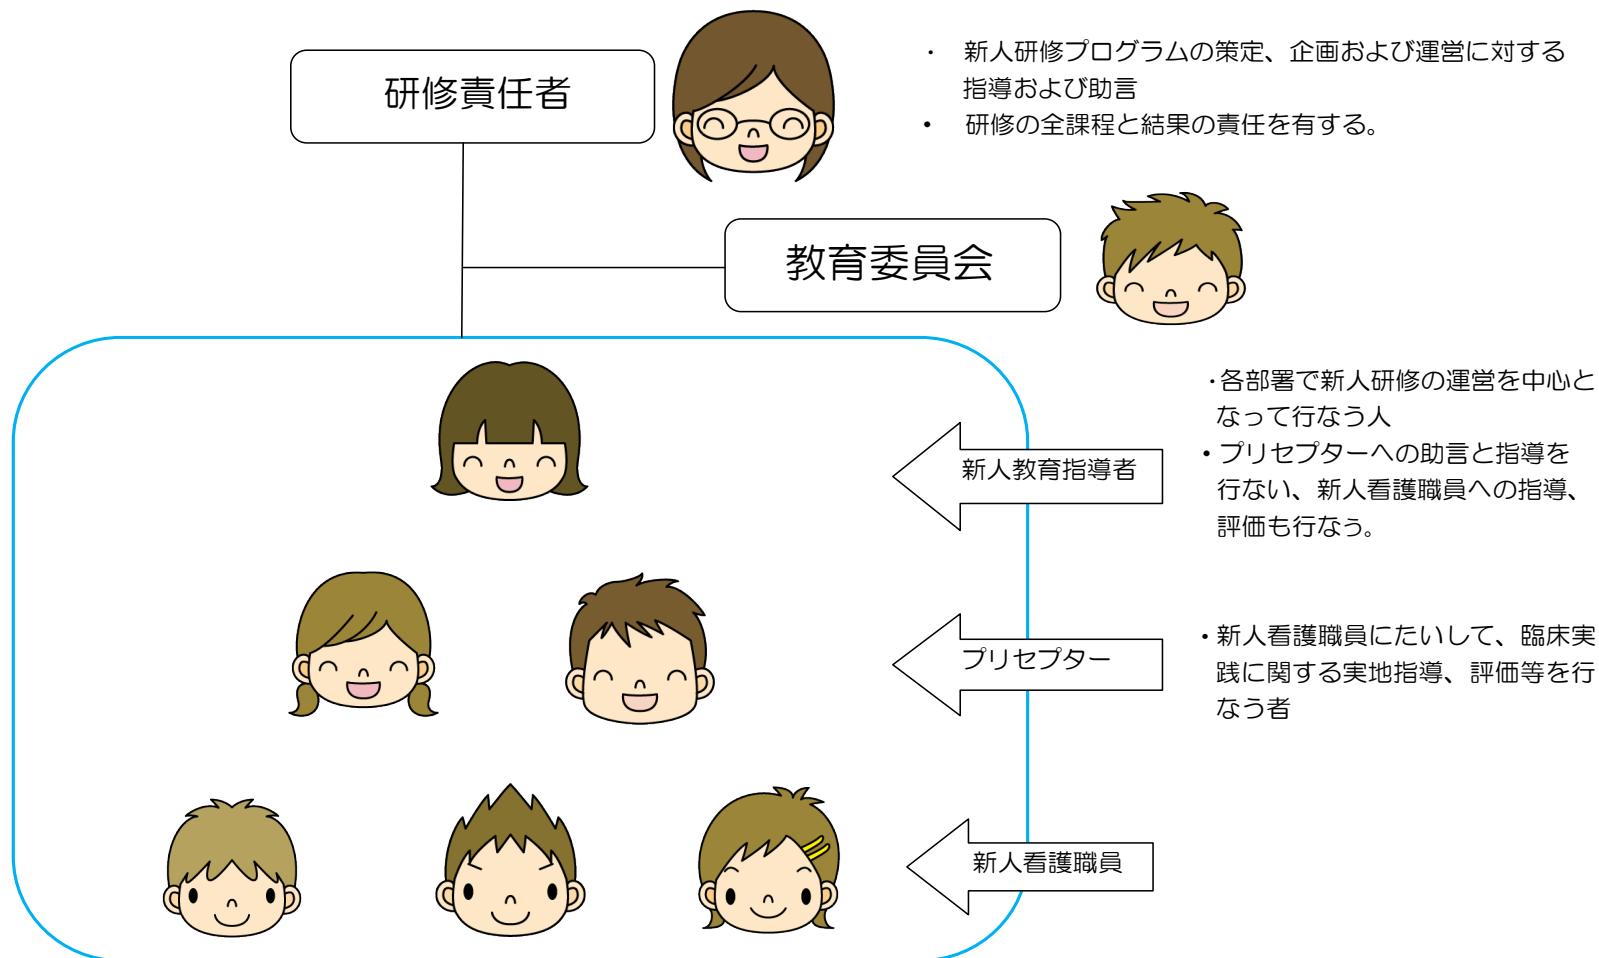 研修責任者
・ 新人研修プログラムの策定、企画および運営に対する
指導および助言
・ 研修の全課程と結果の責任を有する。
教育委員会
・各部署で新人研修の運営を中心と
なって行なう人
・プリセプターへの助言と指導を
行ない、新人看護職員への指導、
評価も行なぅ。
新人教育指導者
プリセプター
・新人看護職員にたいして、臨床実
践に関する実地指導、評価等を行
なう者
新人看護職員